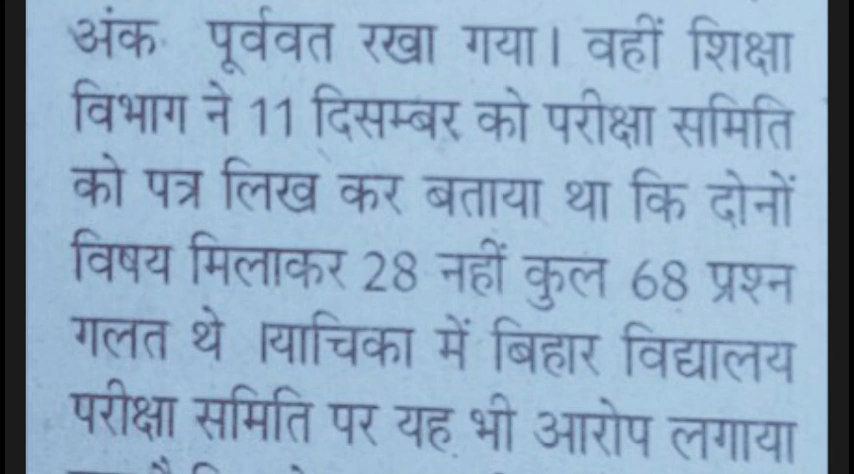 अंक पूर्ववत रखा गया। वहीं शिक्षा
विभाग ने 11 दिसम्बर को परीक्षा समिति
को पत्र लिख कर बताया था कि दोनों
विषय मिलाकर 28 नहीं कुल 68 प्रश्न
गलत थे ।याचिका में बिहार विद्यालय
परीक्षा समिति पर यह भी आरोप लगाया